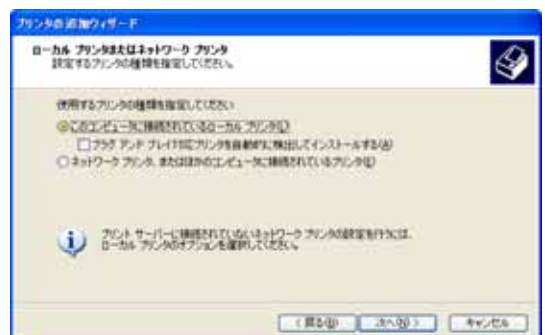 プリンタの追加ウィザード
ローカル プリンタまたはネットワーク プリンタ
設定するプリンタの種類を指定してください。
使用するプリンタの種類を指定してください
このコンピュータに接続されているローカル プリンタ(L)
プラグ アンド プレイ対応プリンタを自動的に検出してインストールする(A)
ネットワーク プリンタ、またはほかのコンピュータに接続されているプリンタ(E)
プリント サーバーに接続されていないネットワーク プリンタの設定を行うには、
ローカル プリンタのオプションを選択してください。
< 戻る(B) 次へ(N) > キャンセル